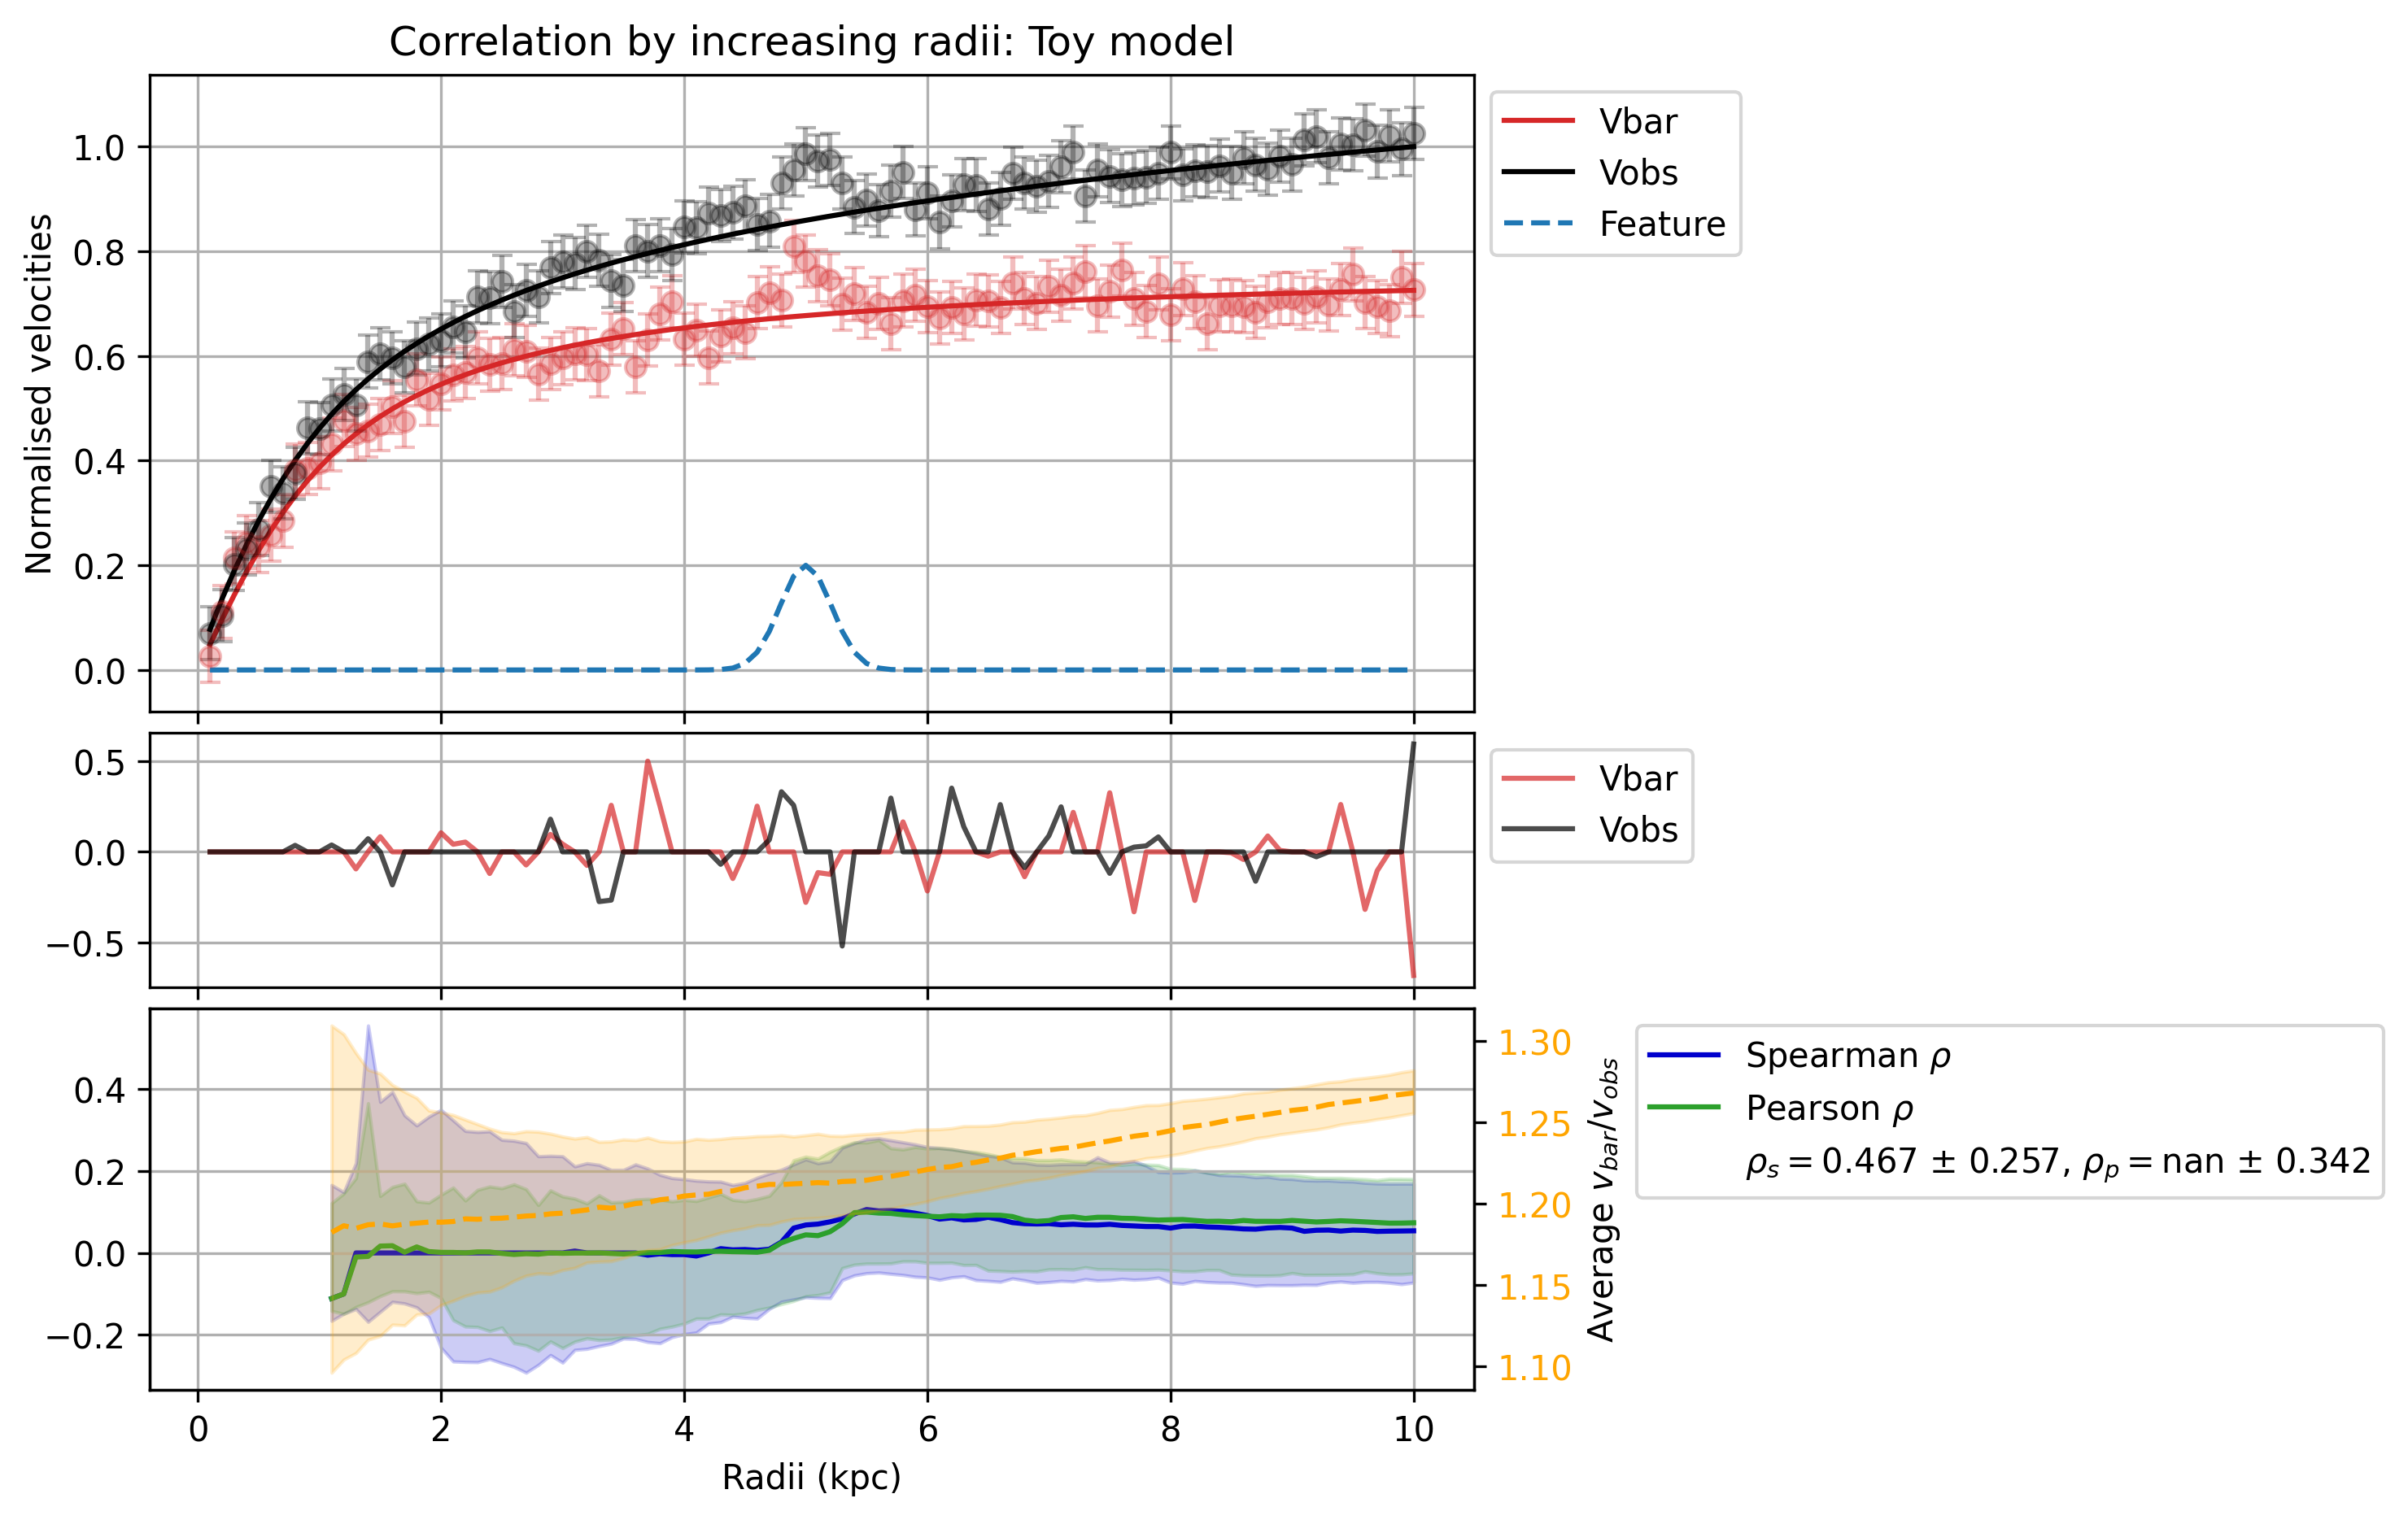 Correlation by increasing radii: Toy model
Normalised velocities
1.0
0.8
0.6
0.4
0.2
0.0
Vbar
Vobs
Feature
0.5
0.0
−0.5
Vbar
Vobs
0.4
0.2
0.0
−0.2
1.30
1.25
1.20
1.15
1.10
Average v_bar/v_obs
Spearman ρ
Pearson ρ
ρ_s = 0.467 ± 0.257, ρ_p = nan ± 0.342
0 2 4 6 8 10
Radii (kpc)